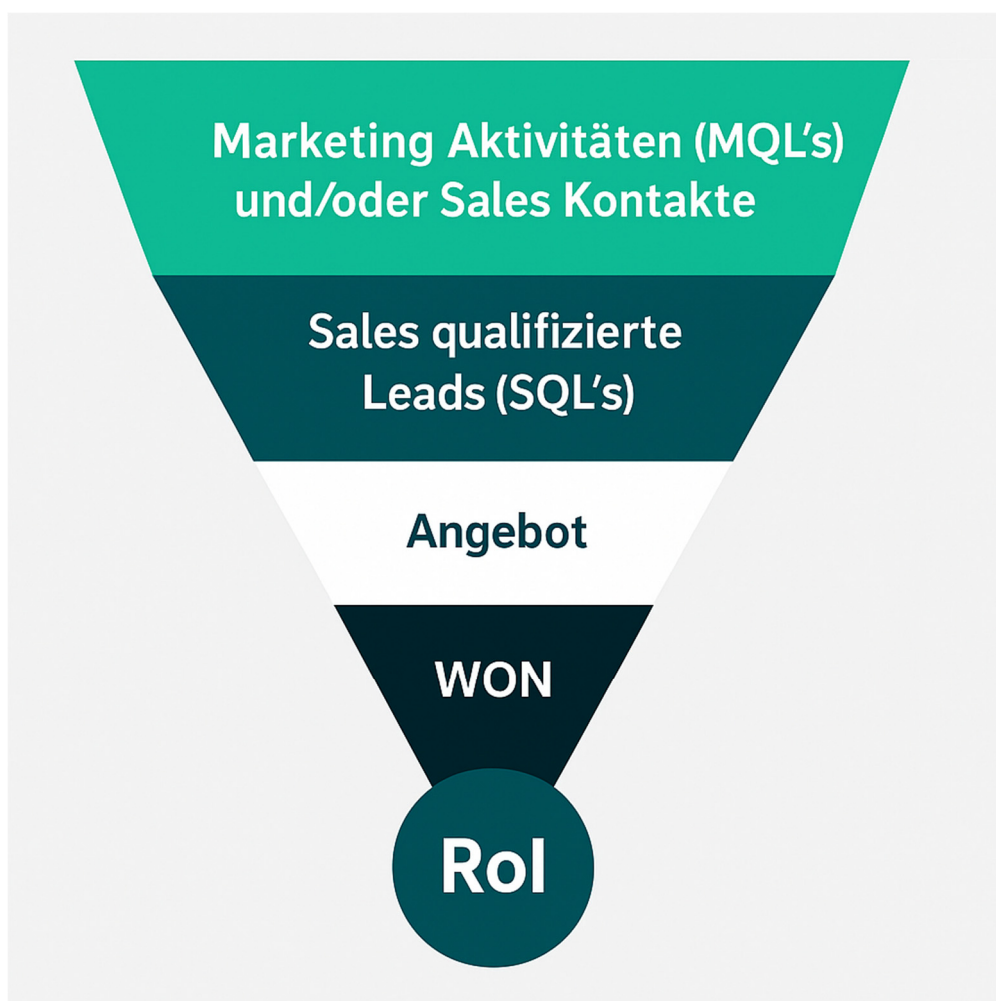 Marketing Aktivitäten (MQL’s)
und/oder Sales Kontakte
Sales qualifizierte
Leads (SQL’s)
Angebot
WON
RoI